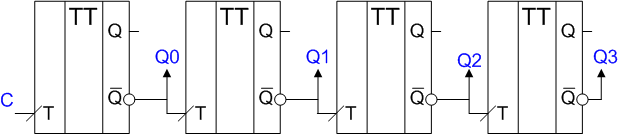 TT TT TT TT
Q Q0 Q Q1 Q Q2 Q Q3
C T Q̅ T Q̅ T Q̅ T Q̅